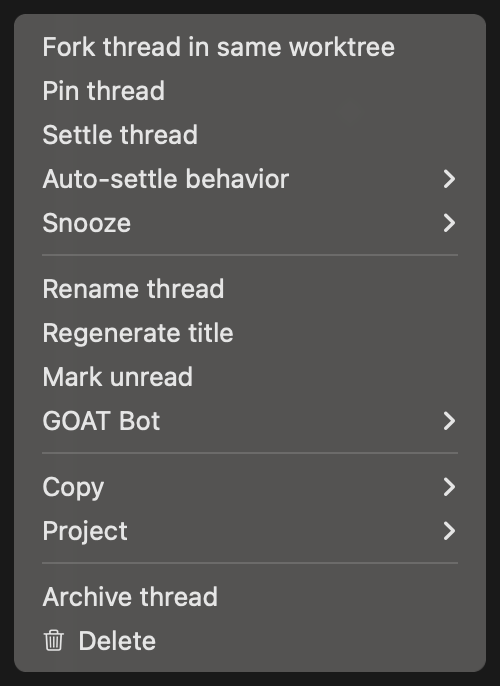 Fork thread in same worktree
Pin thread
Settle thread
Auto-settle behavior
Snooze
Rename thread
Regenerate title
Mark unread
GOAT Bot
Copy
Project
Archive thread
Delete